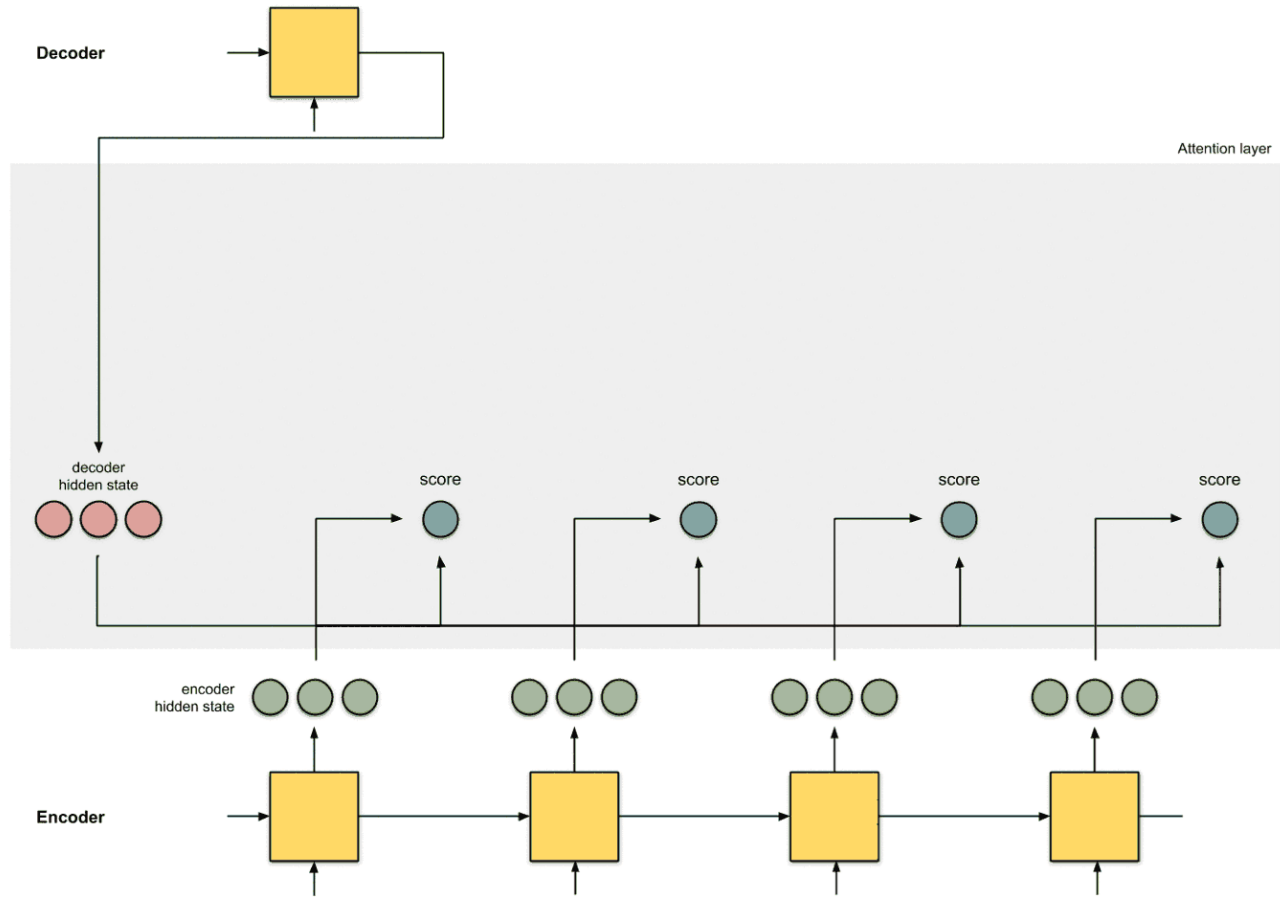 Decoder
Attention layer
decoder
hidden state
score
score
score
score
encoder
hidden state
Encoder